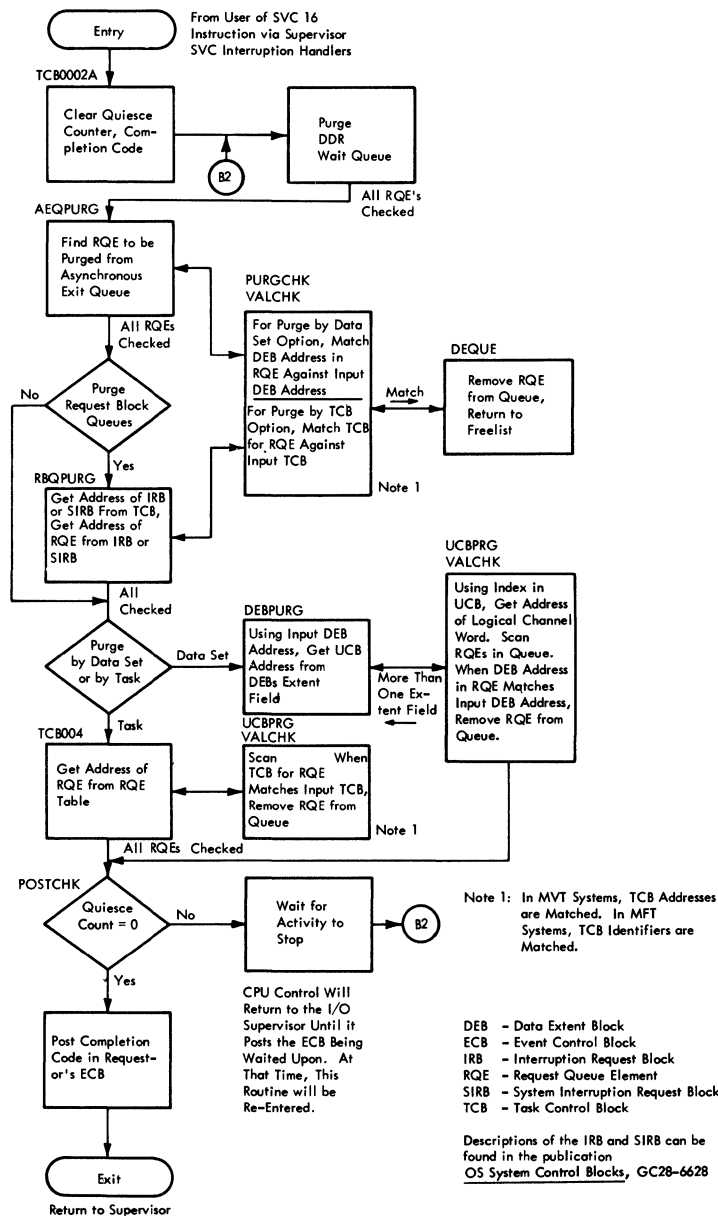 Entry
From User of SVC 16
Instruction via Supervisor
SVC Interruption Handlers
TCB0002A
Clear Quiesce
Counter, Com-
pletion Code
B2
Purge
DDR
Wait Queue
All RQE's
Checked
AEQPURG
Find RQE to be
Purged from
Asynchronous
Exit Queue
All RQEs
Checked
PURGCHK
VALCHK
For Purge by Data
Set Option, Match
DEB Address in
RQE Against Input
DEB Address
For Purge by TCB
Option, Match TCB
for RQE Against
Input TCB
Note 1
Match
DEQUE
Remove RQE
from Queue,
Return to
Freelist
No
Purge
Request Block
Queues
Yes
RBQPURG
Get Address of IRB
or SIRB From TCB,
Get Address of
RQE from IRB or
SIRB
All
Checked
Purge
by Data Set
or by Task
Data Set
DEBPURG
Using Input DEB
Address, Get UCB
Address from
DEBs Extent
Field
More Than
One Ex-
tent Field
UCBPRG
VALCHK
Using Index in
UCB, Get Address
of Logical Channel
Word. Scan
RQEs in Queue.
When DEB Address
in RQE Matches
Input DEB Address,
Remove RQE from
Queue.
Task
TCB004
Get Address of
RQE from RQE
Table
UCBPRG
VALCHK
Scan When
TCB for RQE
Matches Input TCB,
Remove RQE from
Queue
Note 1
All RQEs Checked
POSTCHK
Quiesce
Count = 0
No
Wait for
Activity to
Stop
B2
Yes
CPU Control Will
Return to the I/O
Supervisor Until it
Posts the ECB Being
Waited Upon. At
That Time, This
Routine will be
Re-Entered.
Post Completion
Code in Request-
or's ECB
Exit
Return to Supervisor
Note 1: In MVT Systems, TCB Addresses
are Matched. In MFT
Systems, TCB Identifiers are
Matched.
DEB - Data Extent Block
ECB - Event Control Block
IRB - Interruption Request Block
RQE - Request Queue Element
SIRB - System Interruption Request Block
TCB - Task Control Block
Descriptions of the IRB and SIRB can be
found in the publication
OS System Control Blocks, GC28-6628